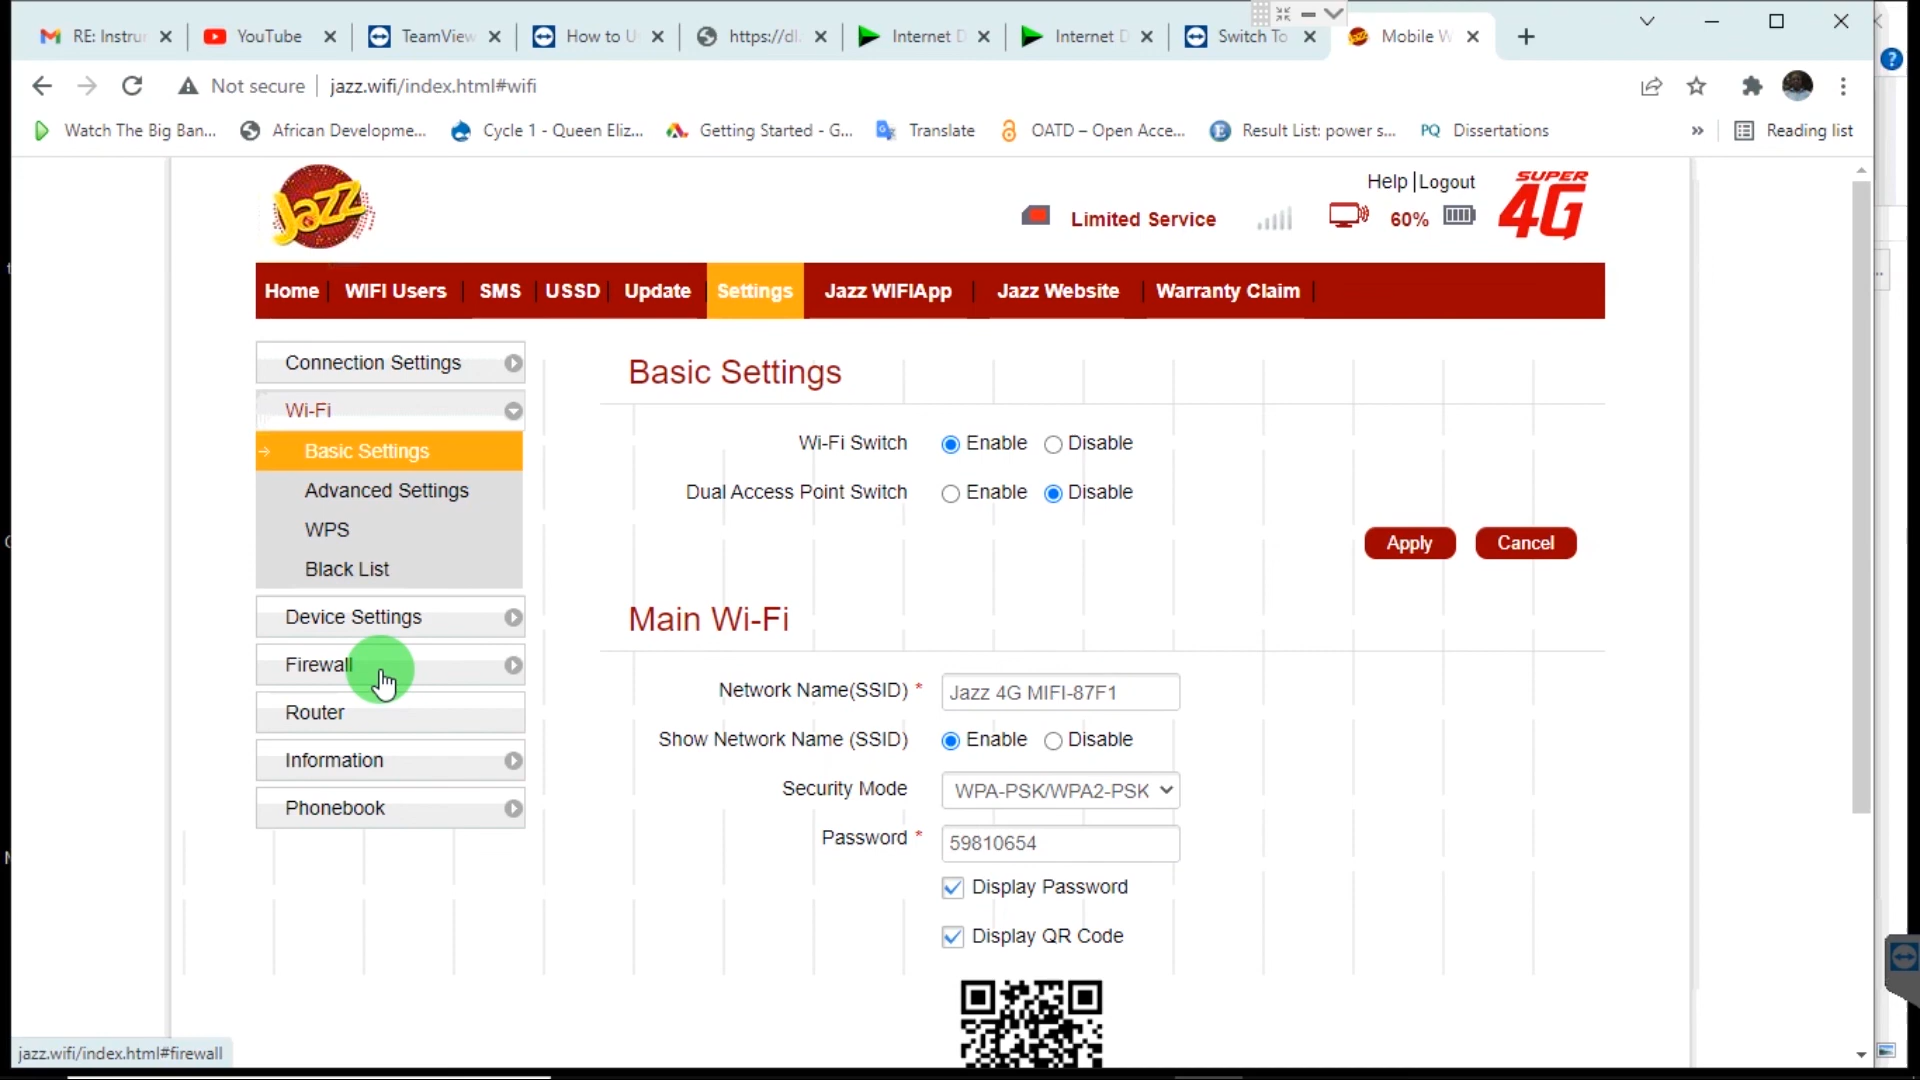 RE: Instru
YouTube
TeamView
How to U
https://dl.
Internet D
Internet D
Switch To
Mobile W
Not secure
jazz.wifi/index.html#wifi
Watch The Big Ban...
African Developme...
Cycle 1 - Queen Eliz...
Getting Started - G...
Translate
OATD – Open Acce...
Result List: power s...
PQ Dissertations
»
Reading list
Jazz
Help |Logout
SUPER
4G
Limited Service
60%
Home
WIFI Users
SMS
USSD
Update
Settings
Jazz WIFIApp
Jazz Website
Warranty Claim
Connection Settings
Wi-Fi
Basic Settings
Advanced Settings
WPS
Black List
Device Settings
Firewall
Router
Information
Phonebook
Basic Settings
Wi-Fi Switch Enable Disable
Dual Access Point Switch Enable Disable
Apply Cancel
Main Wi-Fi
Network Name(SSID) * Jazz 4G MIFI-87F1
Show Network Name (SSID) Enable Disable
Security Mode WPA-PSK/WPA2-PSK
Password * 59810654
Display Password
Display QR Code
jazz.wifi/index.html#firewall